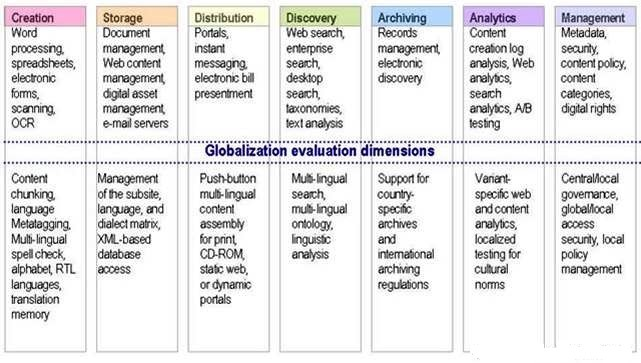 Creation
Word
processing,
spreadsheets,
electronic
forms,
scanning,
OCR
Storage
Document
management,
Web content
management,
digital asset
management,
e-mail servers
Distribution
Portals,
instant
messaging,
electronic bill
presentment
Discovery
Web search,
enterprise
search,
desktop
search,
taxonomies,
text analysis
Archiving
Records
management,
electronic
discovery
Analytics
Content
creation log
analysis, Web
analytics,
search
analytics, A/B
testing
Management
Metadata,
security,
content policy,
content
categories,
digital rights
Globalization evaluation dimensions
Content
chunking,
language
Metatagging,
Multi-lingual
spell check,
alphabet, RTL
languages,
translation
memory
Management
of the subsite,
language, and
dialect matrix,
XML-based
database
access
Push-button
multi-lingual
content
assembly
for print,
CD-ROM,
static web,
or dynamic
portals
Multi-lingual
search,
multi-lingual
ontology,
linguistic
analysis
Support for
country-
specific
archives
and
international
archiving
regulations
Variant-
specific web
and content
analytics,
localized
testing for
cultural
norms
Central/local
governance,
global/local
access
security, local
policy
management